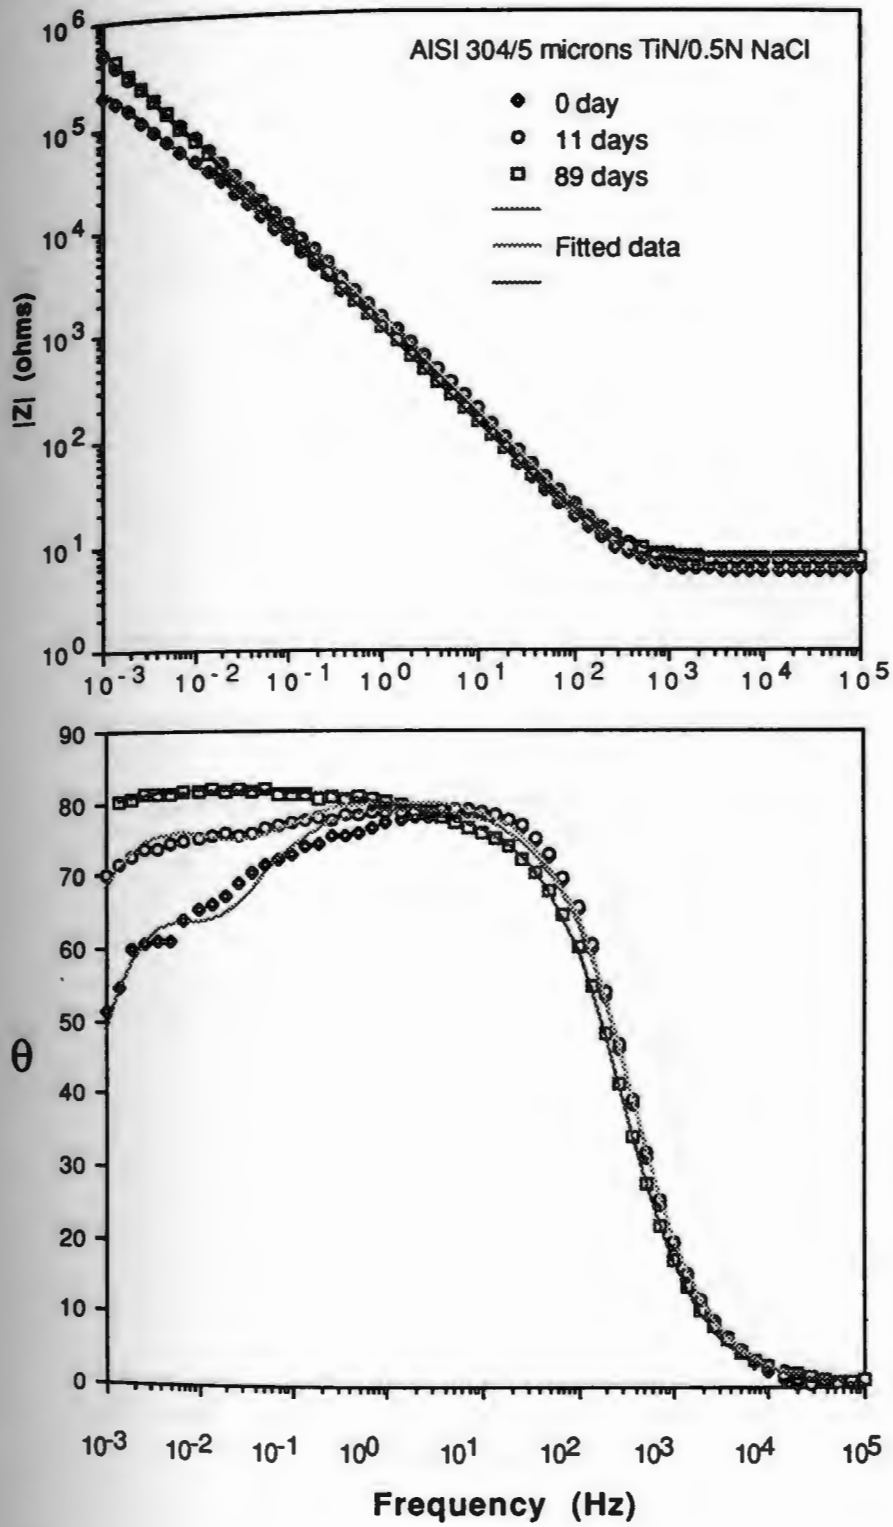 10^6
AISI 304/5 microns TiN/0.5N NaCl
0 day
11 days
89 days
Fitted data
10^5
10^4
10^3
10^2
10^1
10^0
|Z| (ohms)
10^-3 10^-2 10^-1 10^0 10^1 10^2 10^3 10^4 10^5
90
80
70
60
50
40
30
20
10
0
θ
10^-3 10^-2 10^-1 10^0 10^1 10^2 10^3 10^4 10^5
Frequency (Hz)